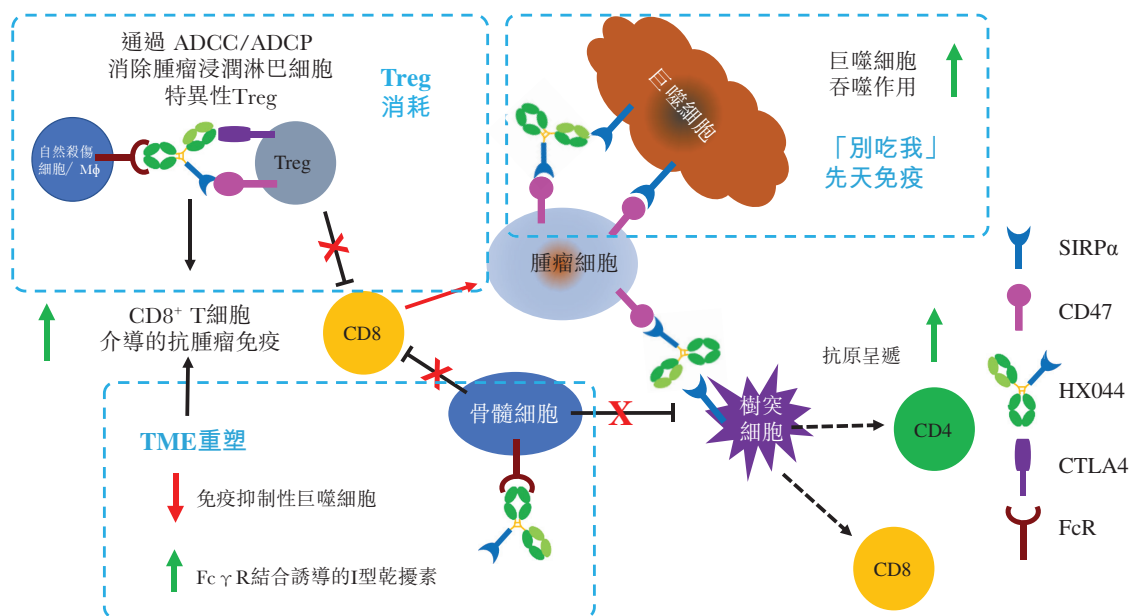 通過 ADCC/ADCP
消除腫瘤浸潤淋巴細胞
特異性Treg
Treg
消耗
自然殺傷
細胞/ Mϕ
Treg
巨噬細胞
巨噬細胞
吞噬作用
「別吃我」
先天免疫
腫瘤細胞
CD8⁺ T細胞
介導的抗腫瘤免疫
CD8
TME重塑
免疫抑制性巨噬細胞
FcγR結合誘導的I型乾擾素
骨髓細胞
X
樹突
細胞
抗原呈遞
CD4
CD8
SIRPα
CD47
HX044
CTLA4
FcR